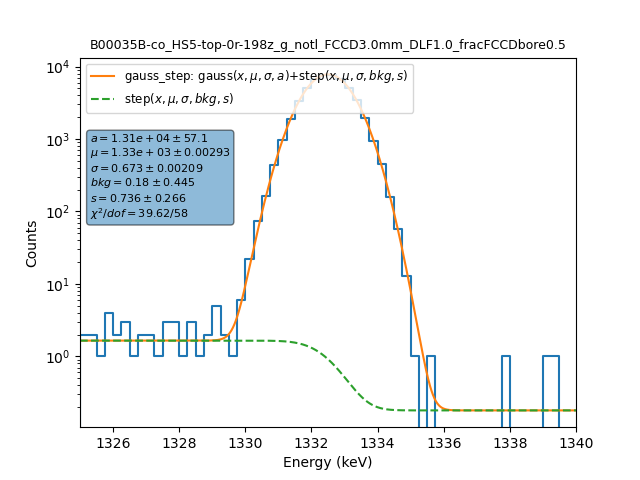 B00035B-co_HS5-top-0r-198z_g_notl_FCCD3.0mm_DLF1.0_fracFCCDbore0.5
gauss_step: gauss(x, μ, σ, a)+step(x, μ, σ, bkg, s)
step(x, μ, σ, bkg, s)
a = 1.31e + 04 ± 57.1
μ = 1.33e + 03 ± 0.00293
σ = 0.673 ± 0.00209
bkg = 0.18 ± 0.445
s = 0.736 ± 0.266
χ²/dof = 39.62/58
10⁴
10³
10²
10¹
10⁰
Counts
1326 1328 1330 1332 1334 1336 1338 1340
Energy (keV)